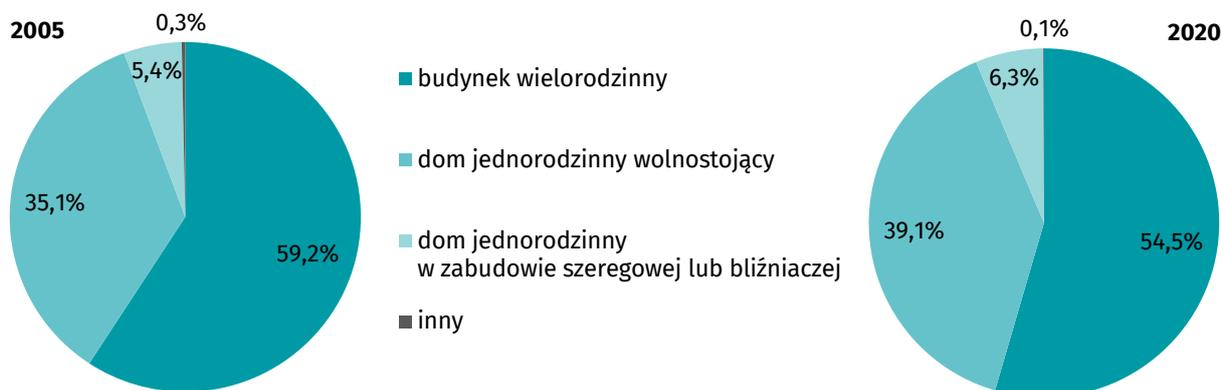 2005
0,3%
5,4%
35,1%
59,2%
budynek wielorodzinny
dom jednorodzinny wolnostojący
dom jednorodzinny
w zabudowie szeregowej lub bliźniaczej
inny
2020
0,1%
6,3%
39,1%
54,5%